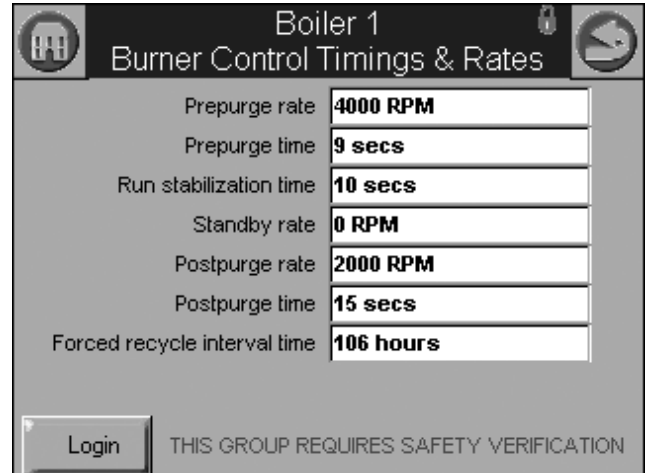 Boiler 1
Burner Control Timings & Rates
Prepurge rate 4000 RPM
Prepurge time 9 secs
Run stabilization time 10 secs
Standby rate 0 RPM
Postpurge rate 2000 RPM
Postpurge time 15 secs
Forced recycle interval time 106 hours
Login THIS GROUP REQUIRES SAFETY VERIFICATION